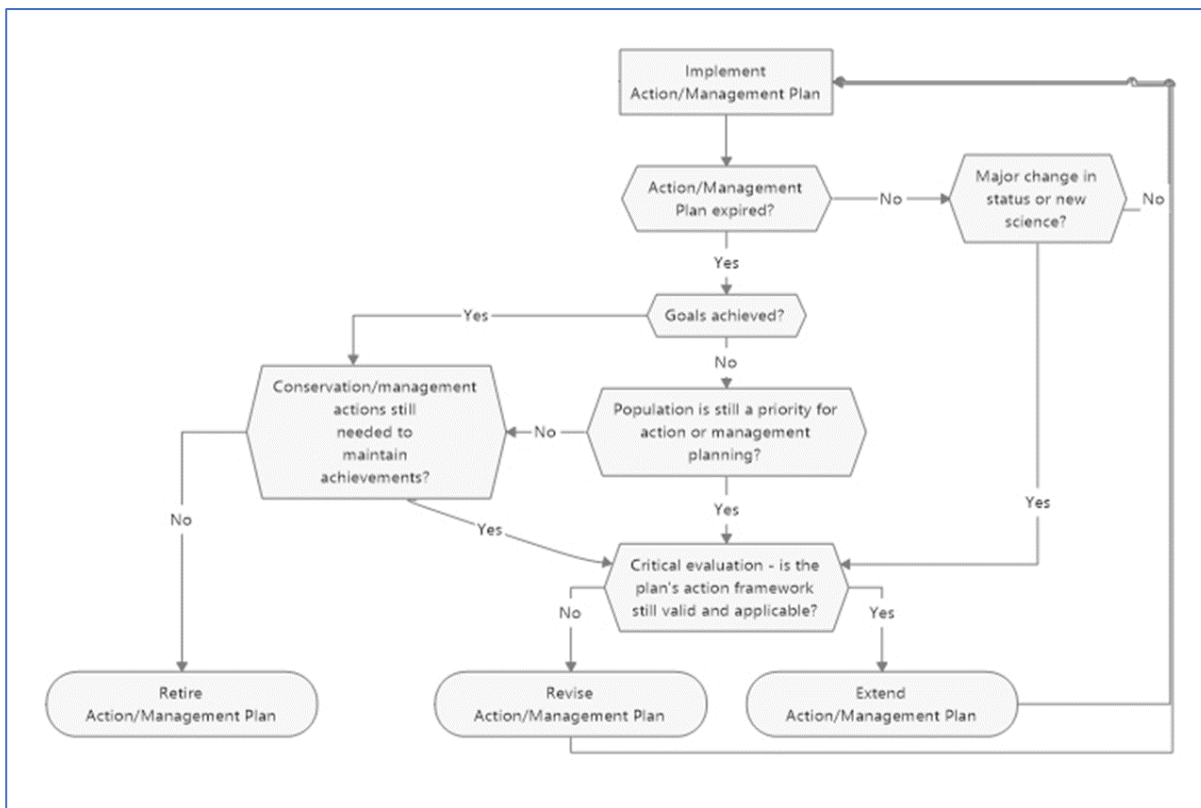 Implement
Action/Management Plan
Action/Management
Plan expired?
No
Major change in
status or new
science?
No
Yes
Goals achieved?
Yes
No
Conservation/management
actions still
needed to
maintain
achievements?
No
Population is still a priority for
action or management
planning?
No
Yes
Yes
Yes
Critical evaluation - is the
plan's action framework
still valid and applicable?
No
Yes
Retire
Action/Management Plan
Revise
Action/Management Plan
Extend
Action/Management Plan